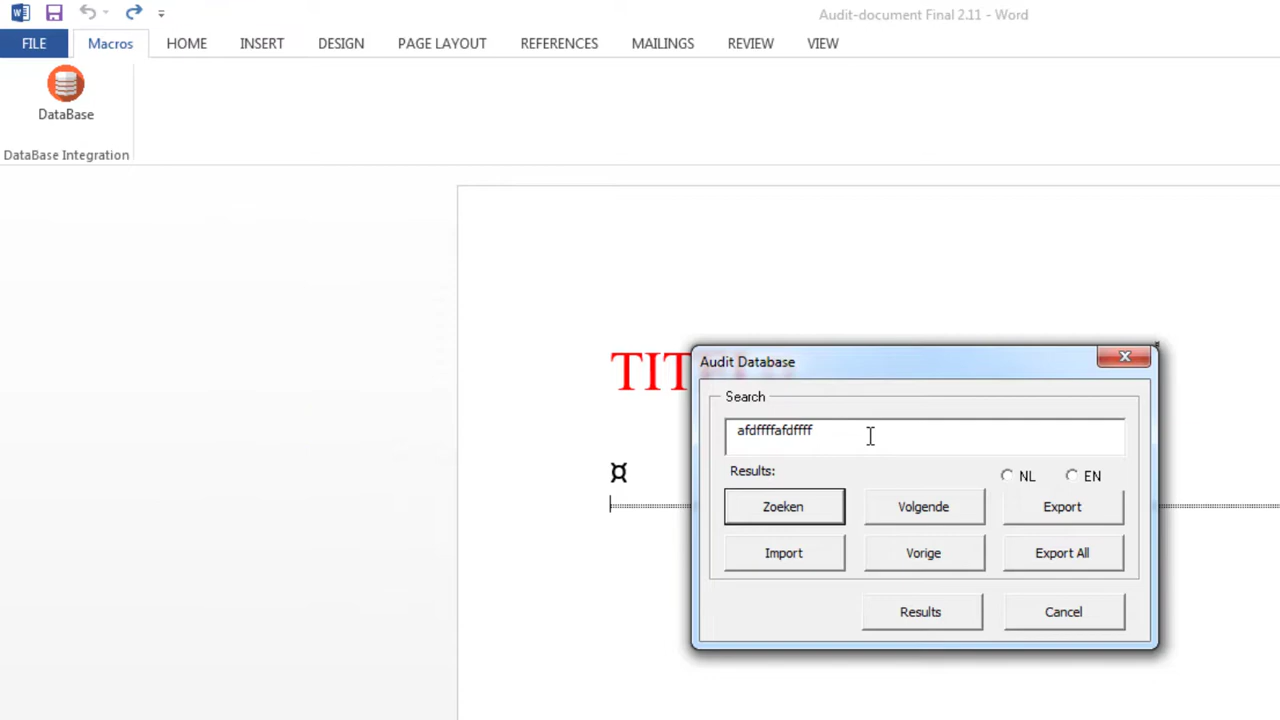 Audit-document Final 2.11 - Word
FILE Macros HOME INSERT DESIGN PAGE LAYOUT REFERENCES MAILINGS REVIEW VIEW
DataBase
DataBase Integration
TIT
Audit Database
Search
afdffffafdffff
Results:
NL EN
Zoeken Volgende Export
Import Vorige Export All
Results Cancel